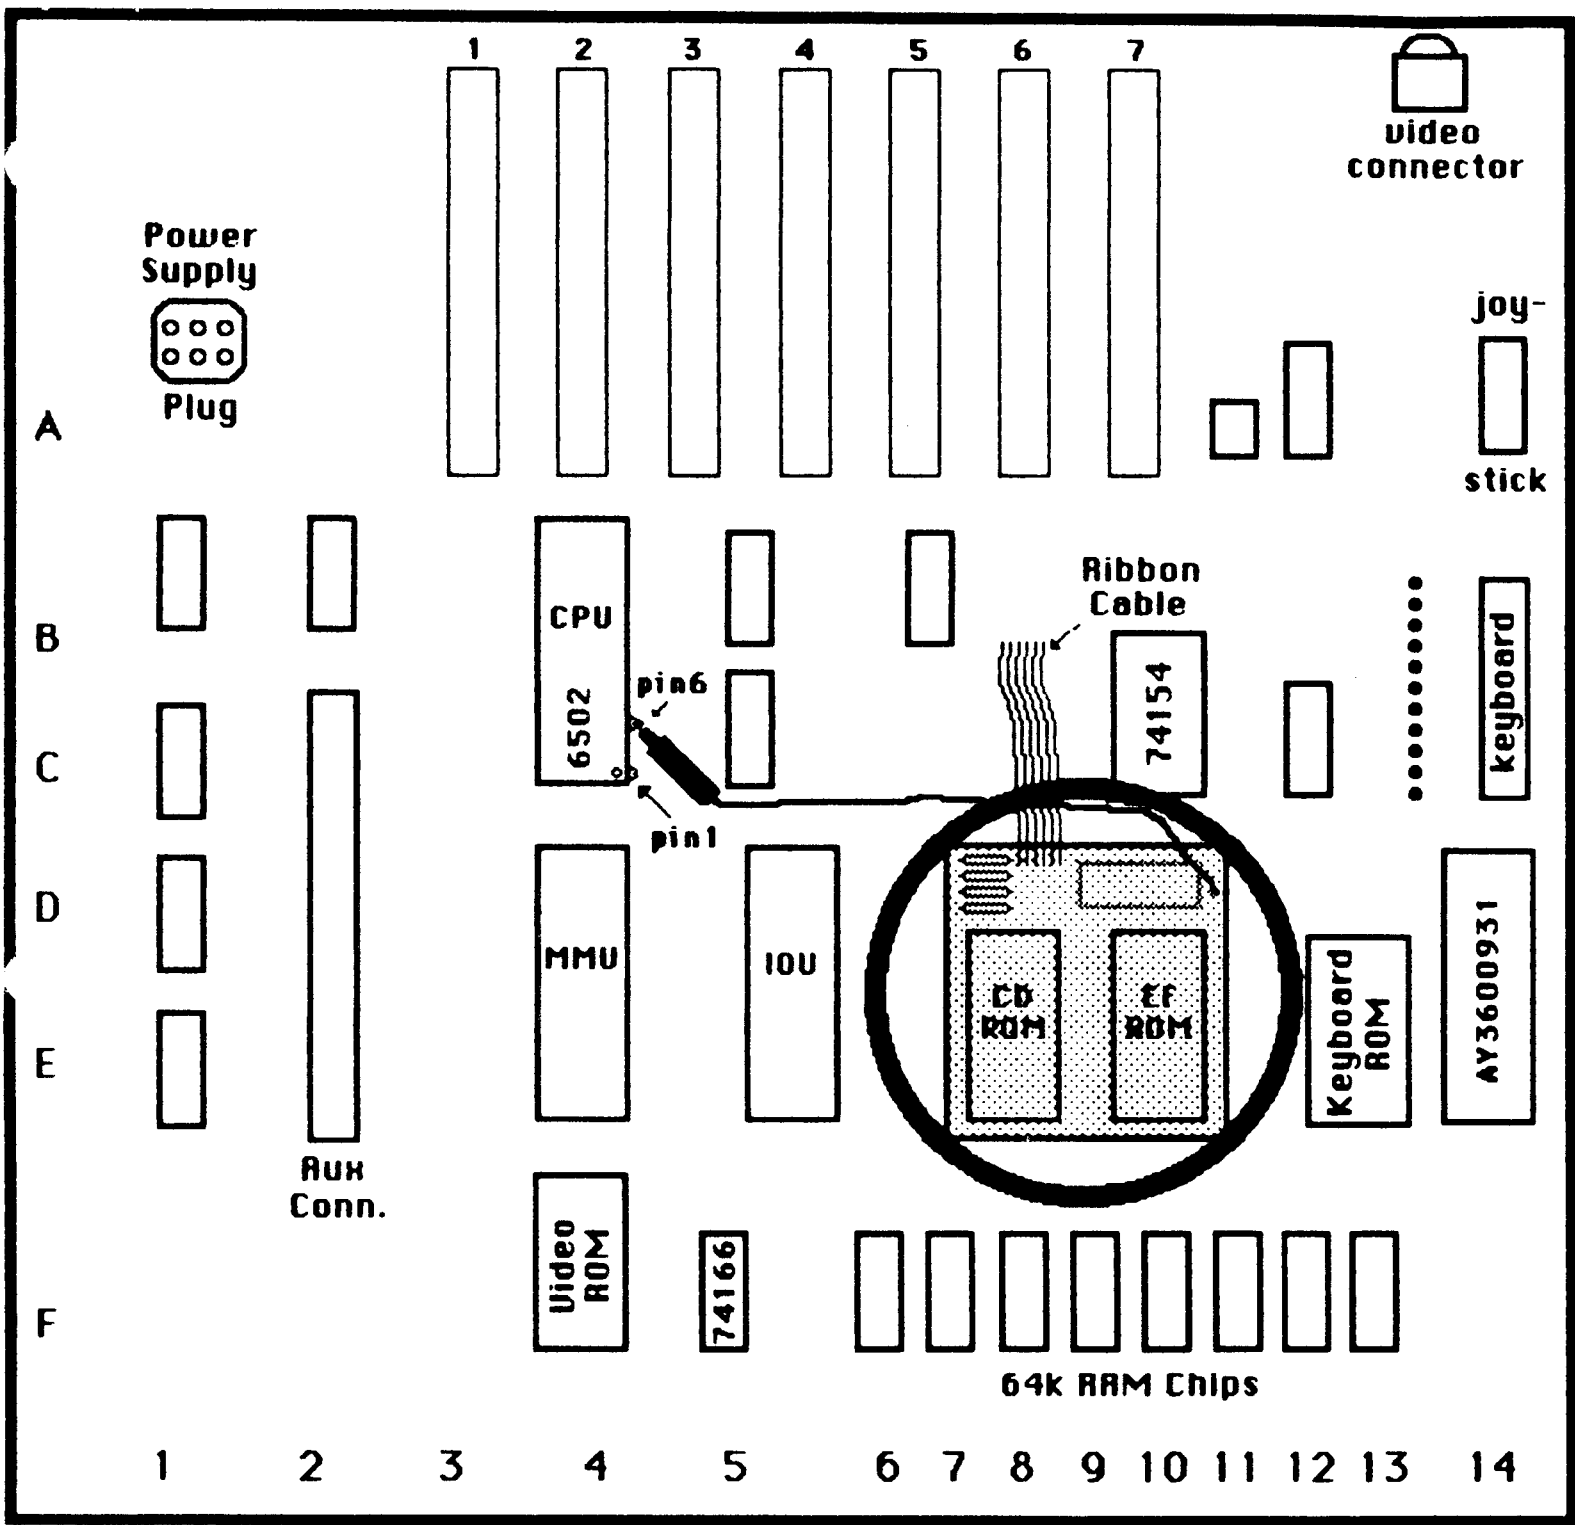 1 2 3 4 5 6 7
video
connector
Power
Supply
Plug
joy-
stick
A
B
C
D
E
F
CPU
6502
pin6
pin1
Ribbon
Cable
74154
keyboard
MMU
IOU
CD
ROM
EF
ROM
Keyboard
ROM
AY3600931
Aux
Conn.
Video
ROM
74166
64k RAM Chips
1 2 3 4 5 6 7 8 9 10 11 12 13 14